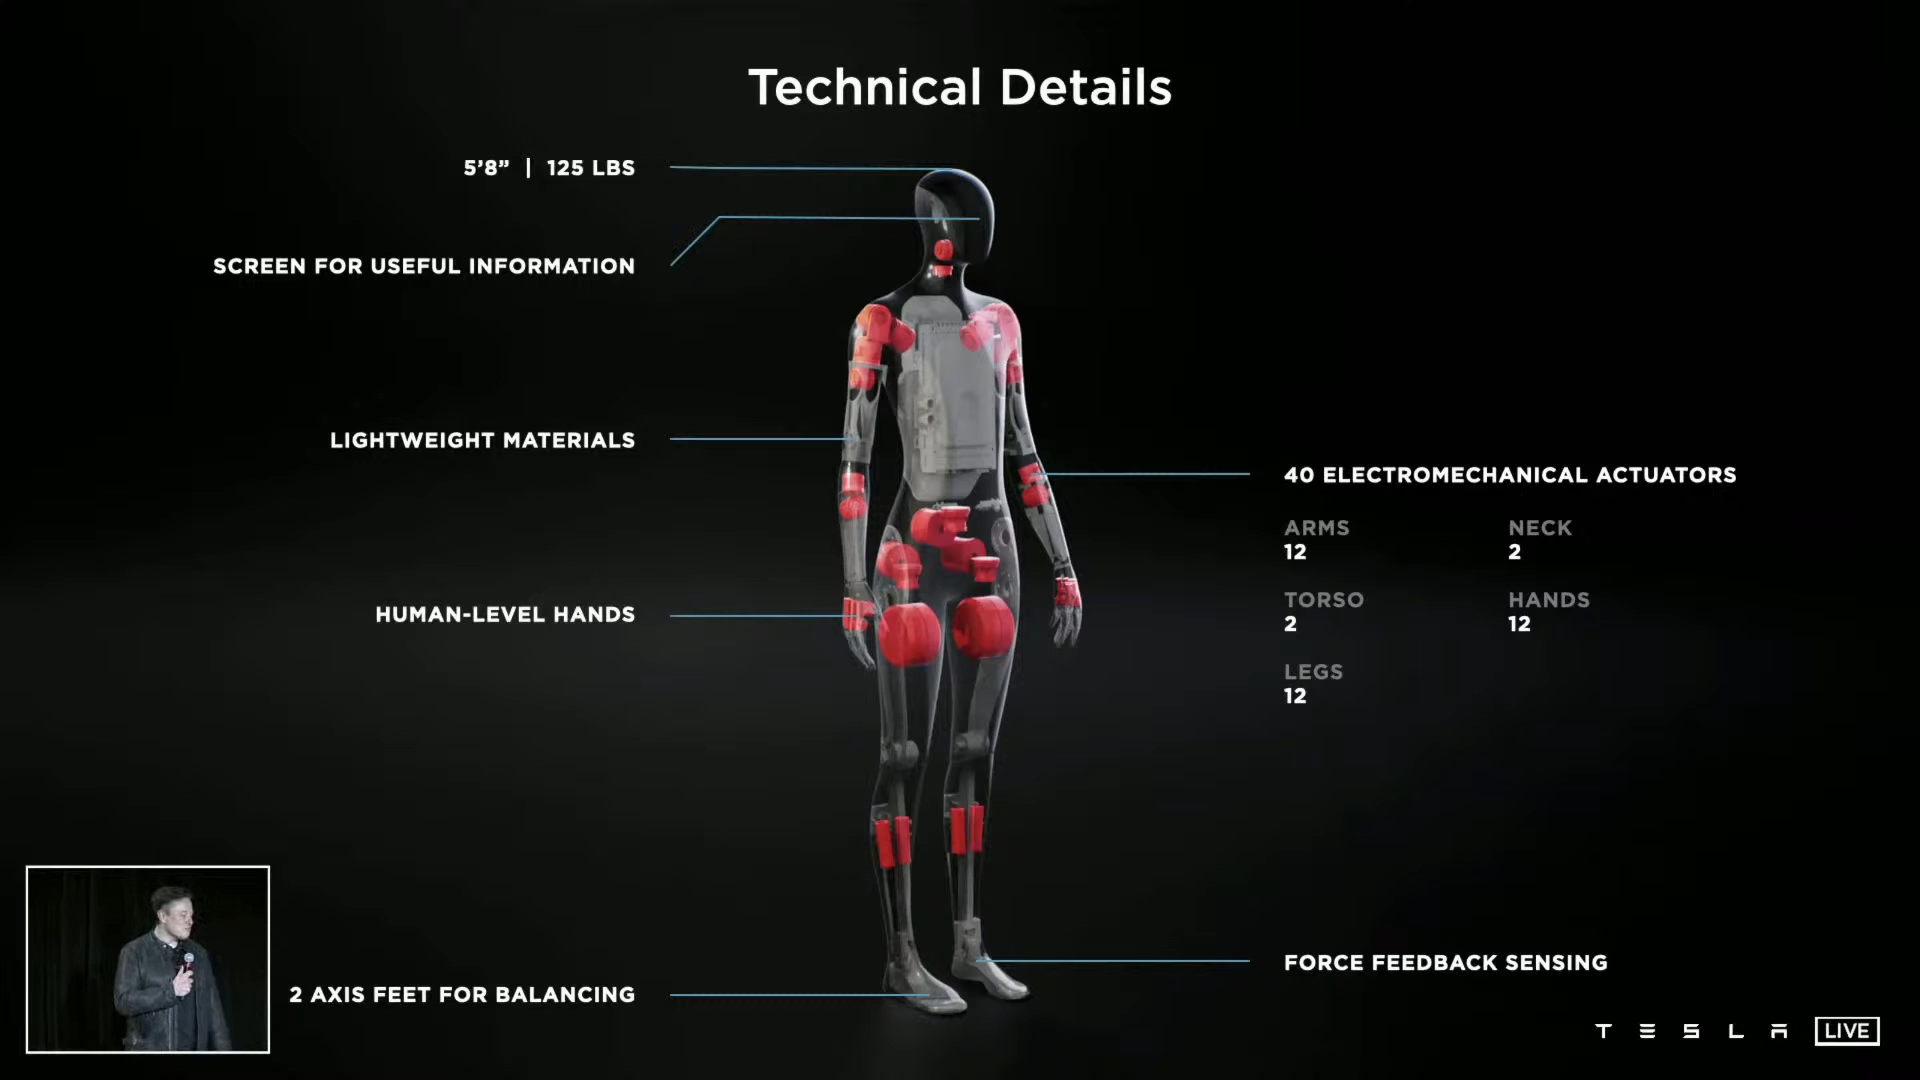 Technical Details
5’8” | 125 LBS
SCREEN FOR USEFUL INFORMATION
LIGHTWEIGHT MATERIALS
HUMAN-LEVEL HANDS
2 AXIS FEET FOR BALANCING
40 ELECTROMECHANICAL ACTUATORS
ARMS NECK
12 2
TORSO HANDS
2 12
LEGS
12
FORCE FEEDBACK SENSING
TESLA LIVE